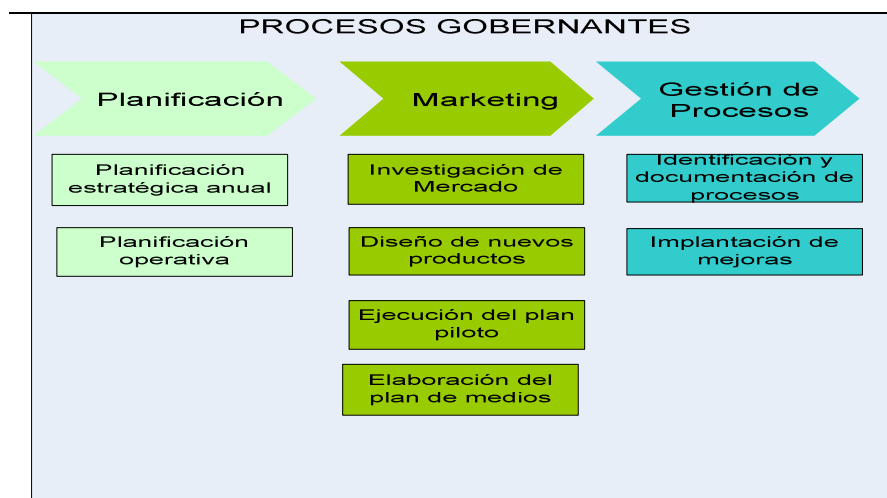 PROCESOS GOBERNANTES
Planificación
Marketing
Gestión de
Procesos
Planificación
estratégica anual
Planificación
operativa
Investigación de
Mercado
Diseño de nuevos
productos
Ejecución del plan
piloto
Elaboración del
plan de medios
Identificación y
documentación de
procesos
Implantación de
mejoras